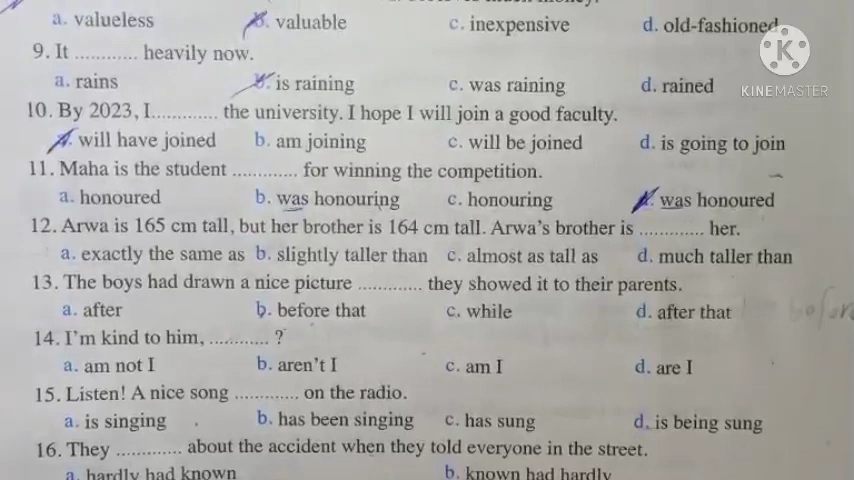 a. valueless b. valuable c. inexpensive d. old-fashioned
9. It ............ heavily now.
a. rains b. is raining c. was raining d. rained
10. By 2023, I............. the university. I hope I will join a good faculty.
a. will have joined b. am joining c. will be joined d. is going to join
11. Maha is the student ............. for winning the competition.
a. honoured b. was honouring c. honouring d. was honoured
12. Arwa is 165 cm tall, but her brother is 164 cm tall. Arwa's brother is ............. her.
a. exactly the same as b. slightly taller than c. almost as tall as d. much taller than
13. The boys had drawn a nice picture ............. they showed it to their parents.
a. after b. before that c. while d. after that
before
14. I'm kind to him, ............ ?
a. am not I b. aren't I c. am I d. are I
15. Listen! A nice song ............. on the radio.
a. is singing b. has been singing c. has sung d. is being sung
16. They ............. about the accident when they told everyone in the street.
a. hardly had known b. known had hardly
KINEMASTER